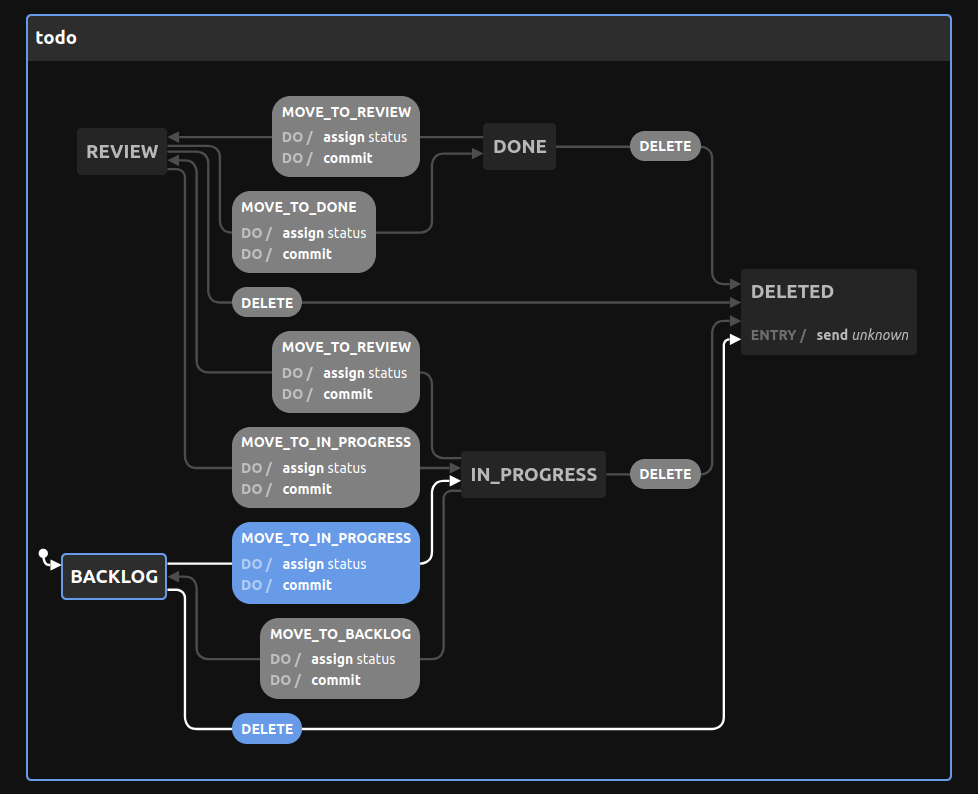 todo
MOVE_TO_REVIEW
DO / assign status
DO / commit
REVIEW
DONE
DELETE
MOVE_TO_DONE
DO / assign status
DO / commit
DELETE
DELETED
ENTRY / send unknown
MOVE_TO_REVIEW
DO / assign status
DO / commit
MOVE_TO_IN_PROGRESS
DO / assign status
DO / commit
IN_PROGRESS
DELETE
MOVE_TO_IN_PROGRESS
DO / assign status
DO / commit
BACKLOG
MOVE_TO_BACKLOG
DO / assign status
DO / commit
DELETE